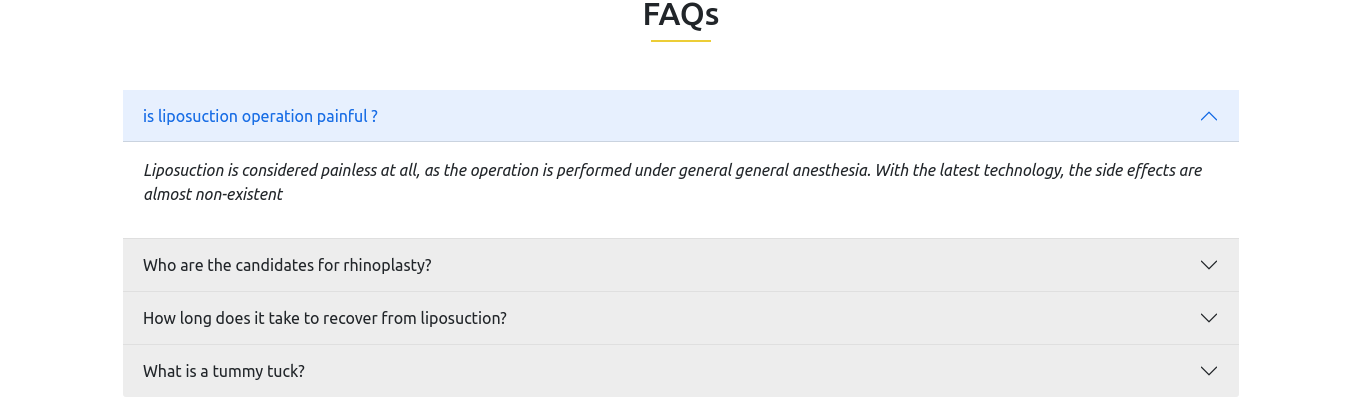 FAQs
is liposuction operation painful ?
Liposuction is considered painless at all, as the operation is performed under general general anesthesia. With the latest technology, the side effects are
almost non-existent
Who are the candidates for rhinoplasty?
How long does it take to recover from liposuction?
What is a tummy tuck?